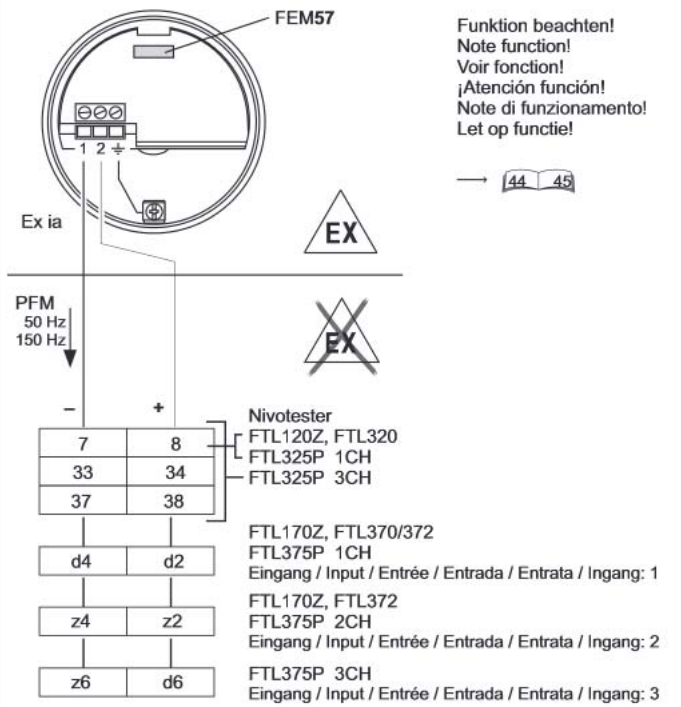 FEM57
Funktion beachten!
Note function!
Voir fonction!
¡Atención función!
Note di funzionamento!
Let op functie!
44 45
1 2
Ex ia
EX
PFM
50 Hz
150 Hz
EX
– +
Nivotester
7 8
FTL120Z, FTL320
FTL325P 1CH
33 34
FTL325P 3CH
37 38
FTL170Z, FTL370/372
d4 d2
FTL375P 1CH
Eingang / Input / Entrée / Entrada / Entrata / Ingang: 1
FTL170Z, FTL372
z4 z2
FTL375P 2CH
Eingang / Input / Entrée / Entrada / Entrata / Ingang: 2
z6 d6
FTL375P 3CH
Eingang / Input / Entrée / Entrada / Entrata / Ingang: 3